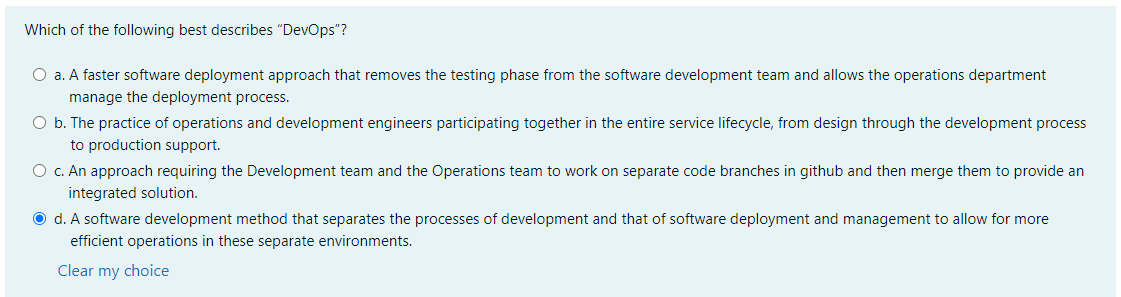 Which of the following best describes "DevOps"?
a. A faster software deployment approach that removes the testing phase from the software development team and allows the operations department
manage the deployment process.
b. The practice of operations and development engineers participating together in the entire service lifecycle, from design through the development process
to production support.
c. An approach requiring the Development team and the Operations team to work on separate code branches in github and then merge them to provide an
integrated solution.
d. A software development method that separates the processes of development and that of software deployment and management to allow for more
efficient operations in these separate environments.
Clear my choice